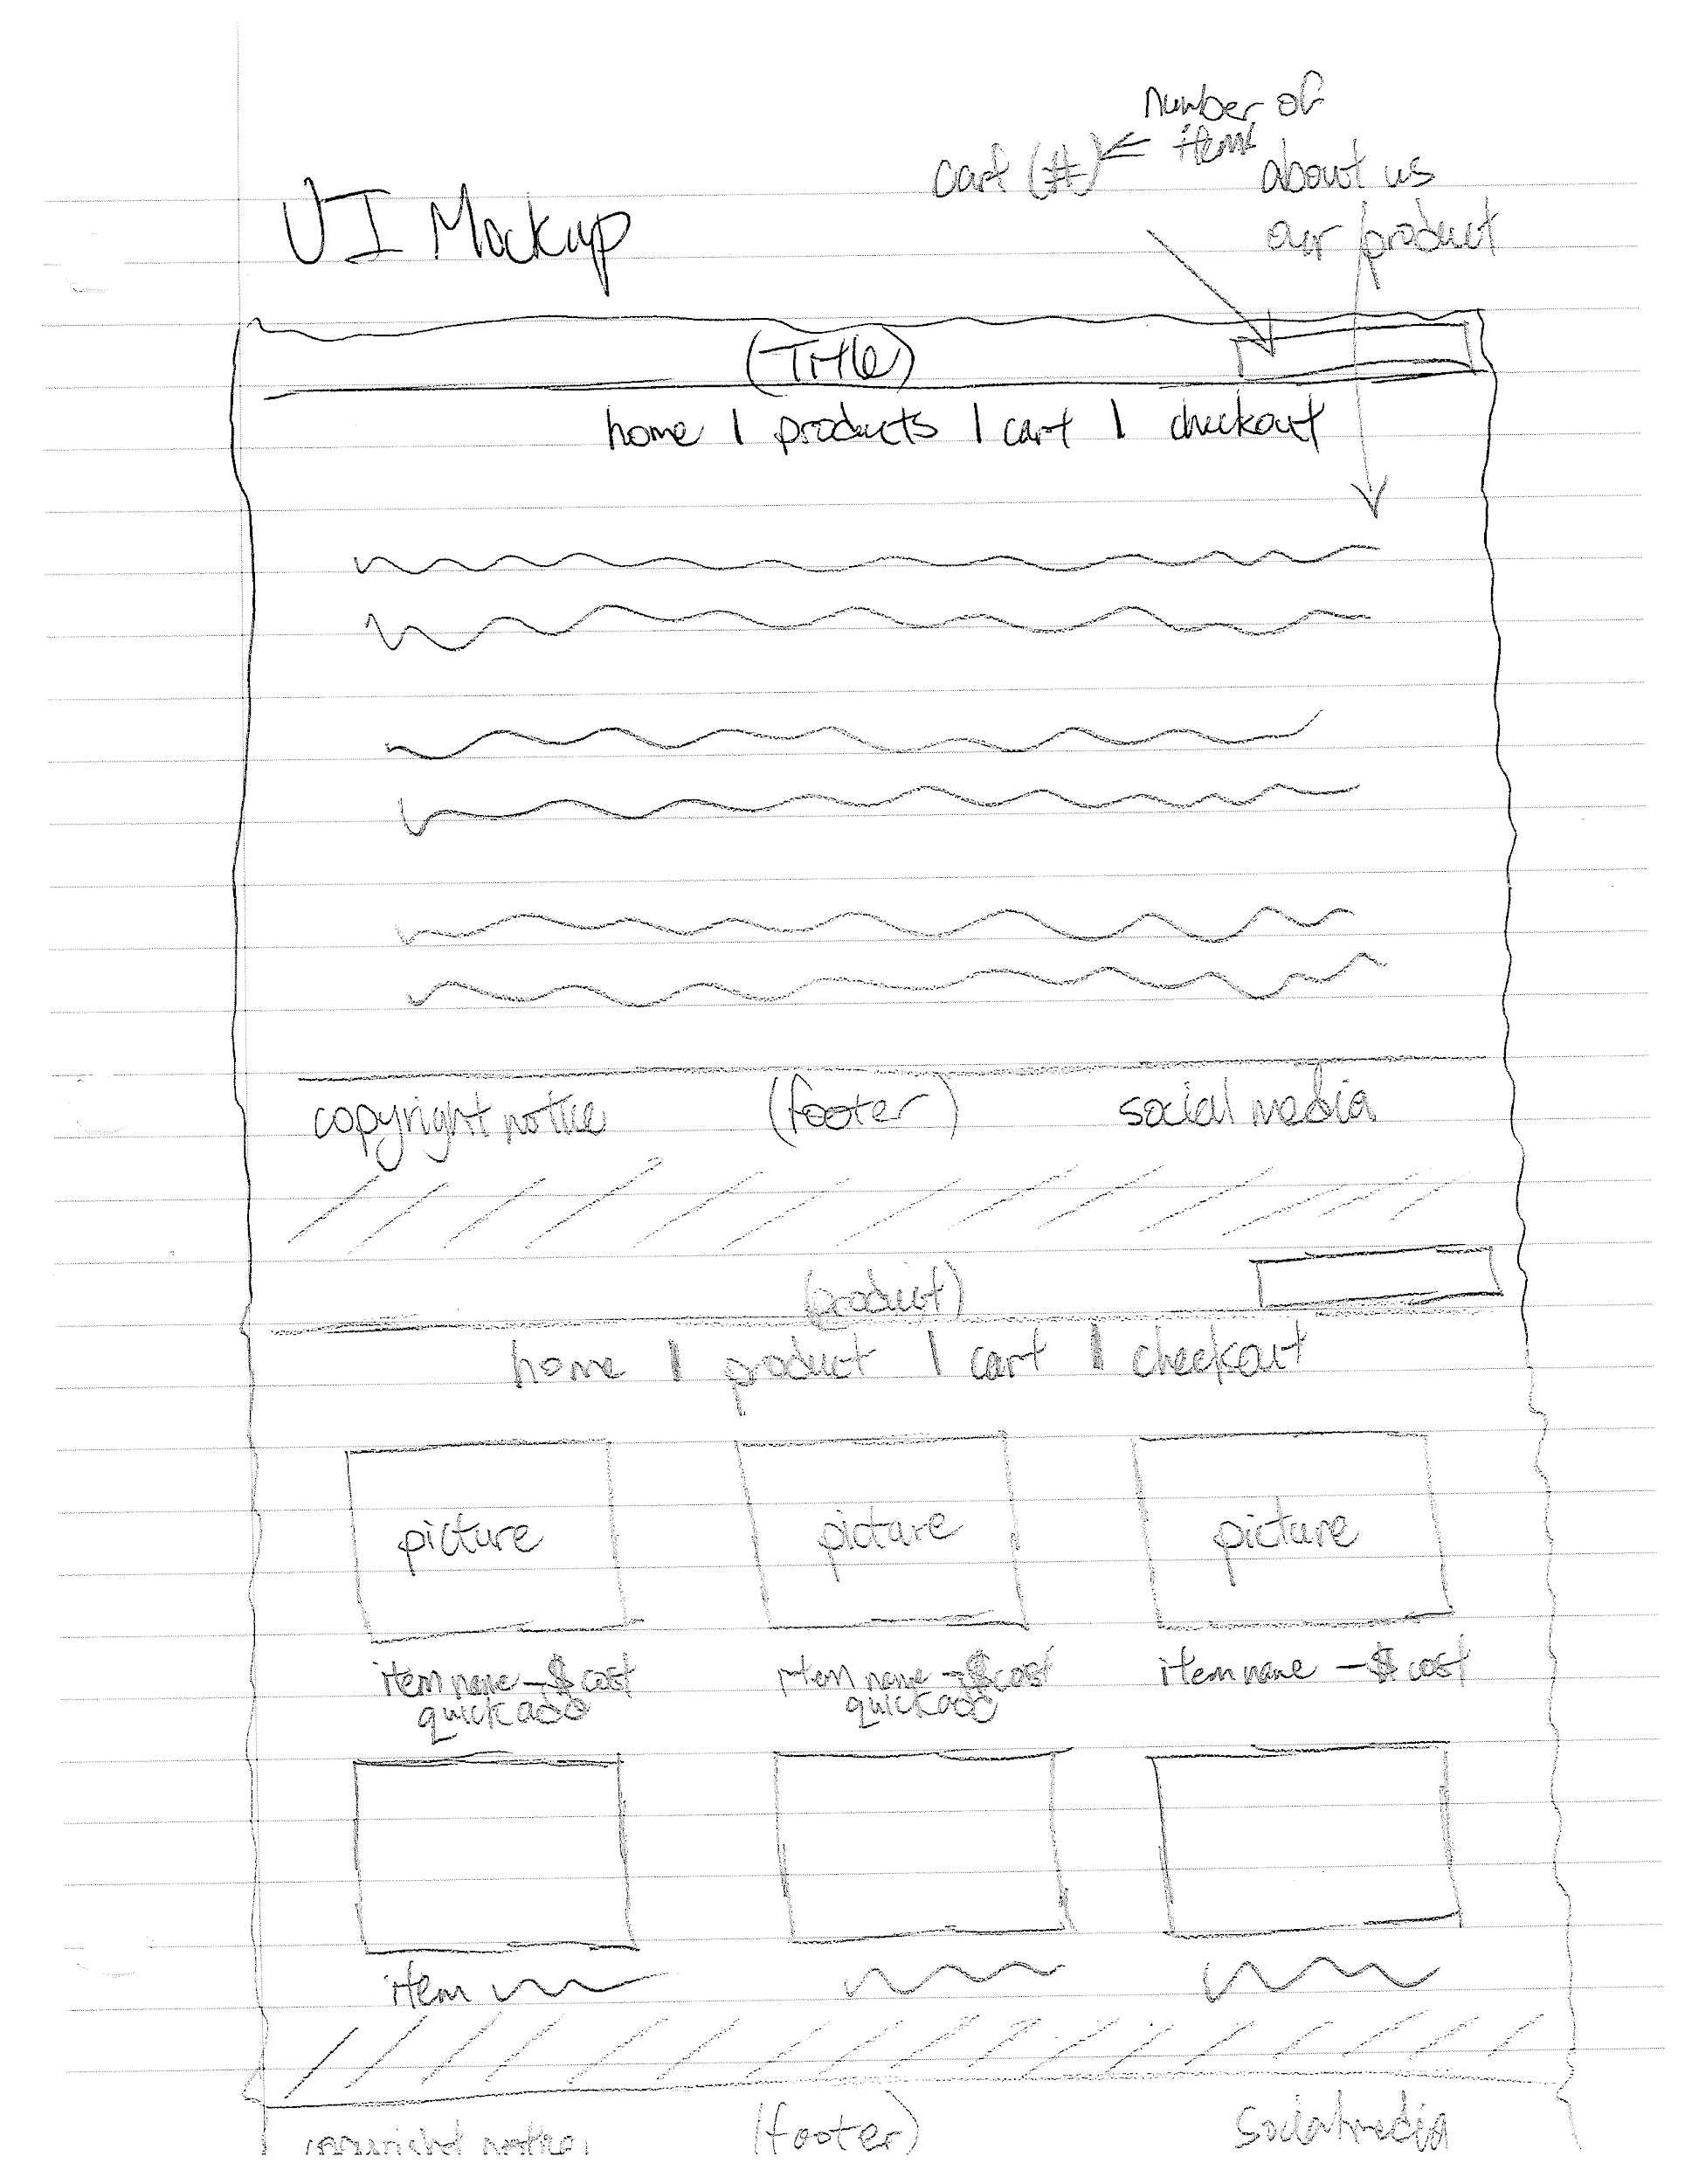 number of
cart (#) ← items
about us
our product
UI Mockup
(Title)
home | products | cart | checkout
copyright notice (footer) social media
(product)
home | product | cart | checkout
picture picture picture
item name - $ cost item name - $ cost item name - $ cost
quick add quick add
item
copyright notice (footer) social media